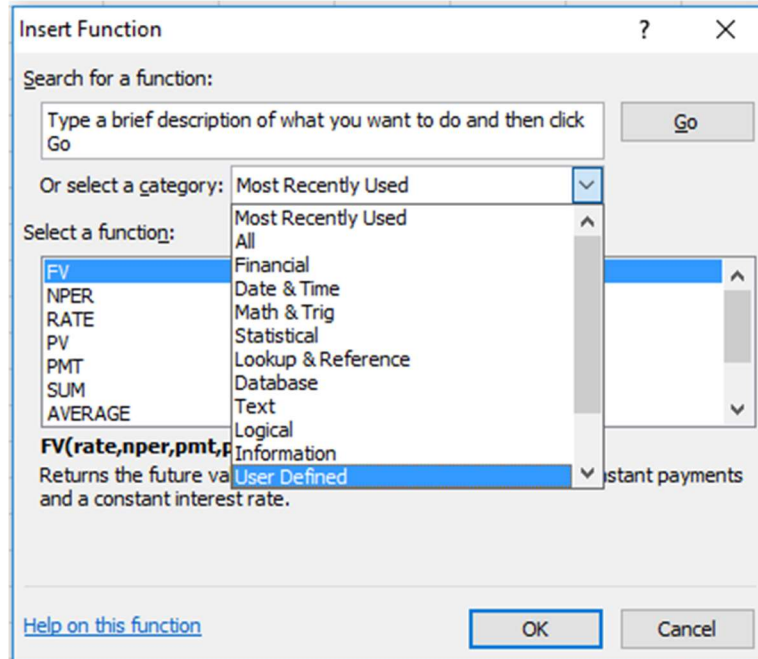 Insert Function
?
Search for a function:
Type a brief description of what you want to do and then click
Go
Go
Or select a category: Most Recently Used
Most Recently Used
All
Financial
Date & Time
Math & Trig
Statistical
Lookup & Reference
Database
Text
Logical
Information
User Defined
Select a function:
FV
NPER
RATE
PV
PMT
SUM
AVERAGE
FV(rate,nper,pmt,
Returns the future
stant payments
and a constant interest rate.
Help on this function
OK
Cancel